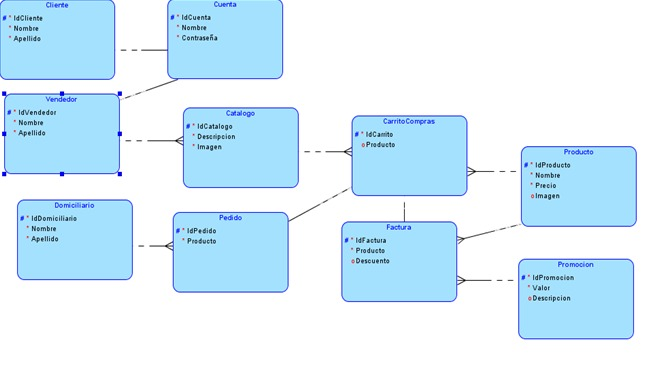 Cliente
# * IdCliente
* Nombre
* Apellido
Cuenta
# * IdCuenta
* Nombre
* Contraseña
Vendedor
# * IdVendedor
* Nombre
* Apellido
Catalogo
# * IdCatalogo
* Descripcion
* Imagen
CarritoCompras
# * IdCarrito
o Producto
Producto
# * IdProducto
* Nombre
* Precio
o Imagen
Domiciliario
# * IdDomiciliario
* Nombre
* Apellido
Pedido
# * IdPedido
* Producto
Factura
# * IdFactura
* Producto
o Descuento
Promocion
# * IdPromocion
* Valor
o Descripcion